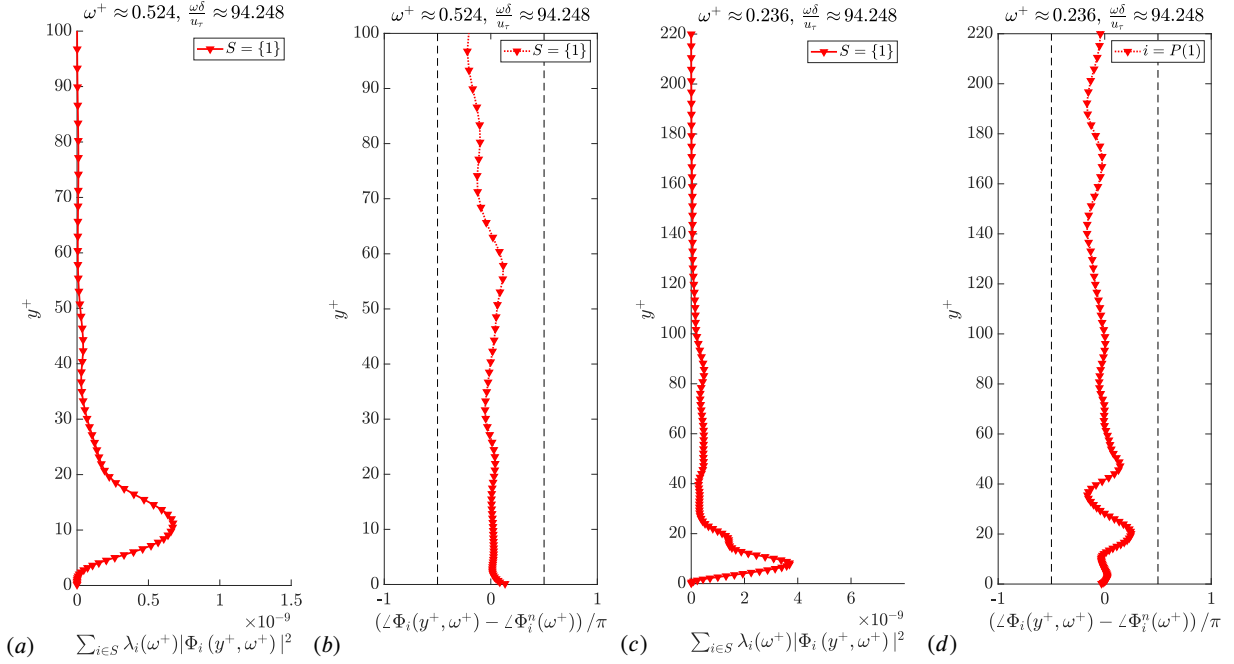 ω⁺ ≈ 0.524, ωδ/u_τ ≈ 94.248
S = {1}
100
90
80
70
60
50
40
30
20
10
0
y⁺
0 0.5 1 1.5
×10⁻⁹
(a) ∑_{i∈S} λ_i(ω⁺)|Φ_i(y⁺, ω⁺)|²
ω⁺ ≈ 0.524, ωδ/u_τ ≈ 94.248
S = {1}
100
90
80
70
60
50
40
30
20
10
0
y⁺
-1 0 1
(b) (∠Φ_i(y⁺, ω⁺) − ∠Φ_i^n(ω⁺))/π
ω⁺ ≈ 0.236, ωδ/u_τ ≈ 94.248
S = {1}
220
200
180
160
140
120
100
80
60
40
20
0
y⁺
0 2 4 6
×10⁻⁹
(c) ∑_{i∈S} λ_i(ω⁺)|Φ_i(y⁺, ω⁺)|²
ω⁺ ≈ 0.236, ωδ/u_τ ≈ 94.248
i = P(1)
220
200
180
160
140
120
100
80
60
40
20
0
y⁺
-1 0 1
(d) (∠Φ_i(y⁺, ω⁺) − ∠Φ_i^n(ω⁺))/π